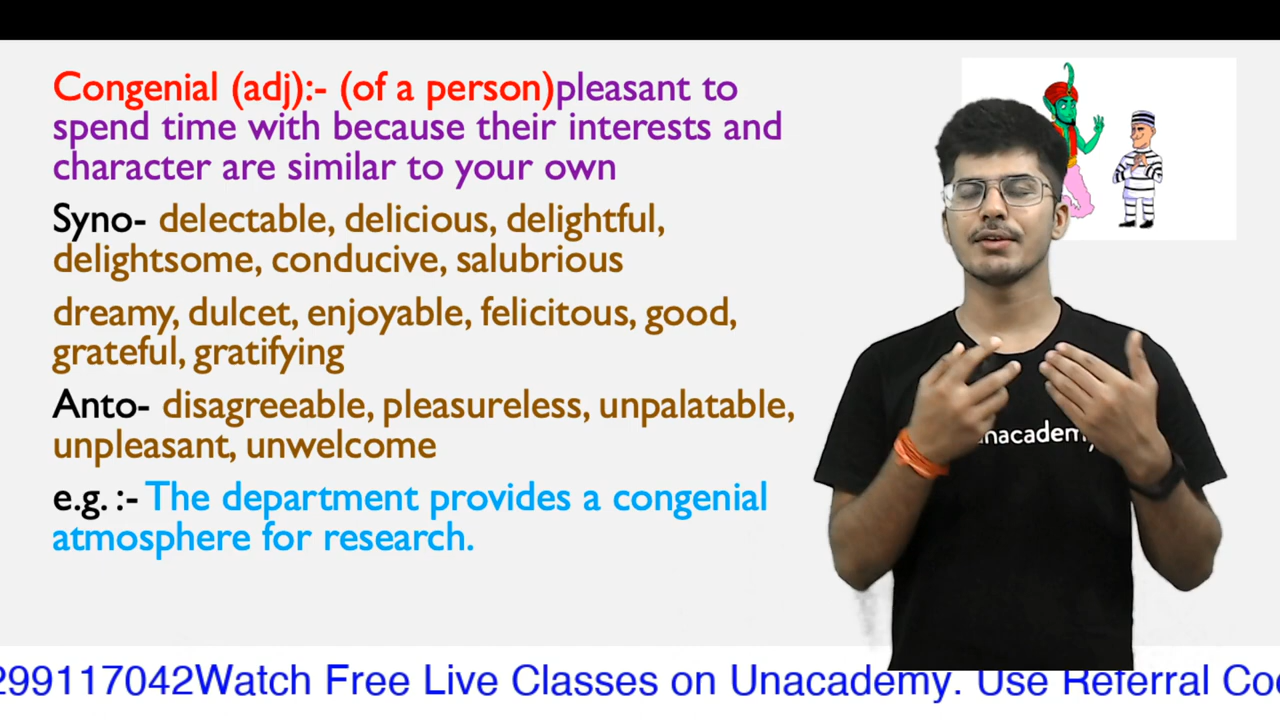 Congenial (adj):- (of a person)pleasant to
spend time with because their interests and
character are similar to your own
Syno- delectable, delicious, delightful,
delightsome, conducive, salubrious
dreamy, dulcet, enjoyable, felicitous, good,
grateful, gratifying
Anto- disagreeable, pleasureless, unpalatable,
unpleasant, unwelcome
e.g. :- The department provides a congenial
atmosphere for research.
unacademy
299117042Watch Free Live Classes on Unacademy. Use Referral